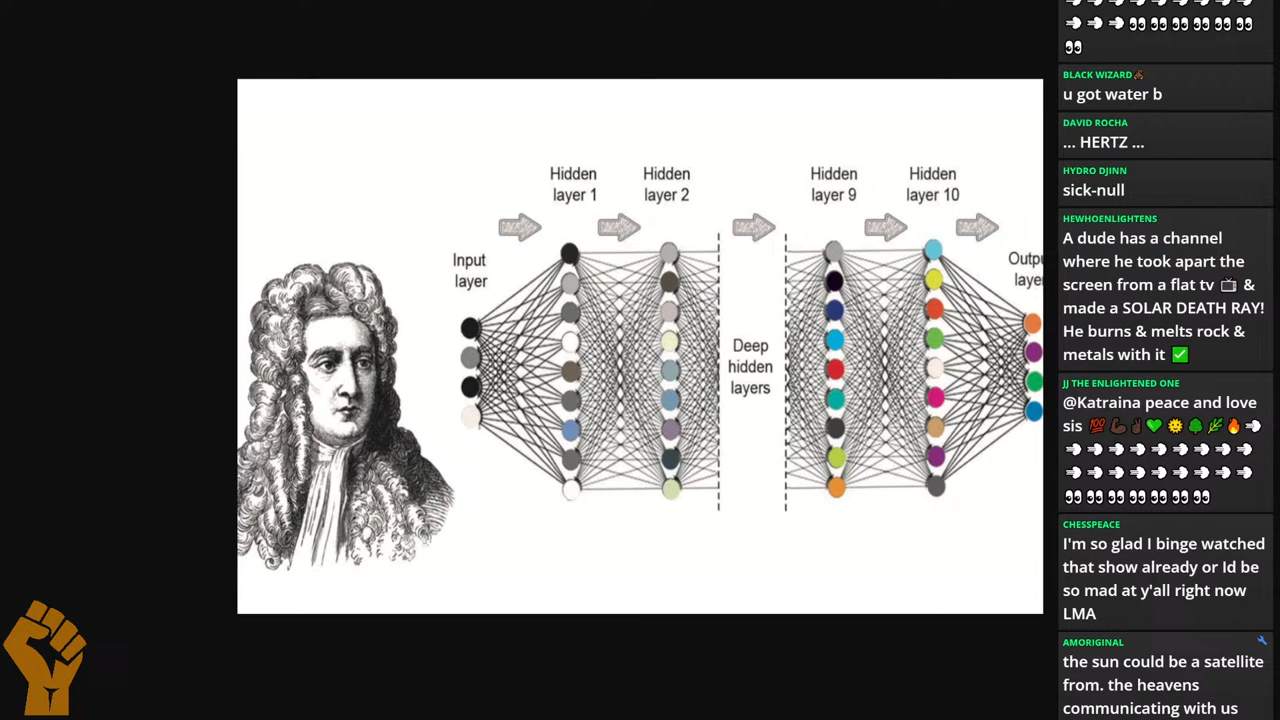 Hidden
layer 1
Hidden
layer 2
Hidden
layer 9
Hidden
layer 10
Input
layer
Deep
hidden
layers
Outpu
laye
BLACK WIZARD
u got water b
DAVID ROCHA
... HERTZ ...
HYDRO DJINN
sick-null
HEWHOENLIGHTENS
A dude has a channel
where he took apart the
screen from a flat tv 📺 &
made a SOLAR DEATH RAY!
He burns & melts rock &
metals with it ✅
JJ THE ENLIGHTENED ONE
@Katraina peace and love
sis 💯
CHESSPEACE
I'm so glad I binge watched
that show already or Id be
so mad at y'all right now
LMA
AMORIGINAL
the sun could be a satellite
from. the heavens
communicating with us